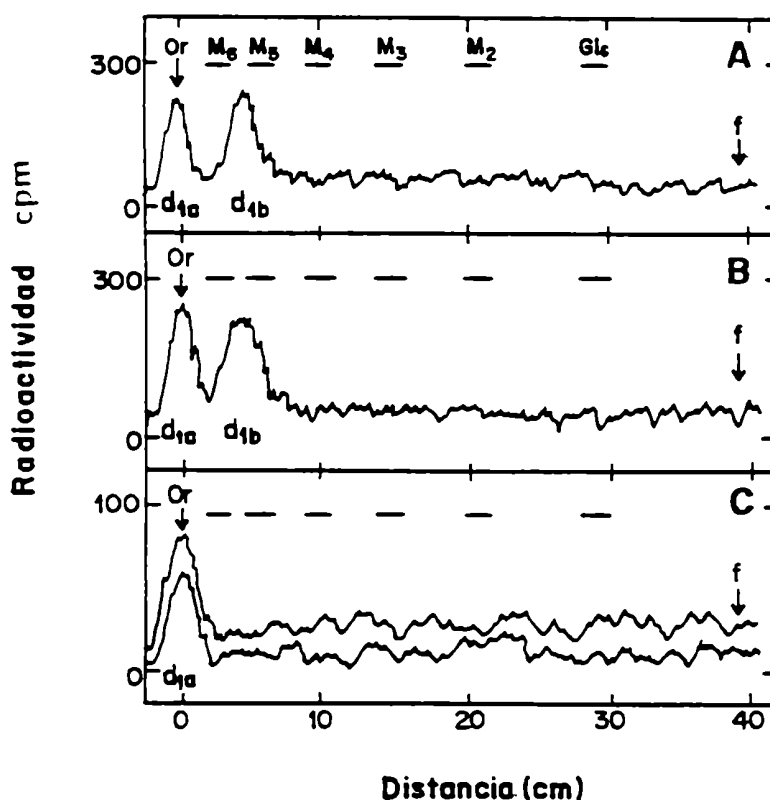 Radioactividad cpm
Or M₆ M₅ M₄ M₃ M₂ Glc A
300
f
0
d₁ₐ d₁b
Or B
300
f
0
d₁ₐ d₁b
Or C
100
f
0
d₁ₐ
0 10 20 30 40
Distancia (cm)